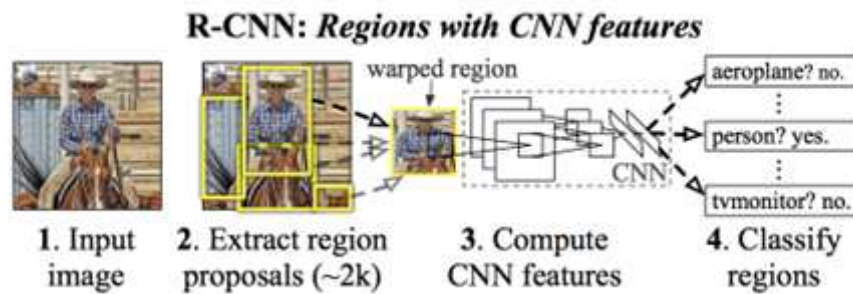 R-CNN: Regions with CNN features
warped region
aeroplane? no.
⋮
person? yes.
⋮
tvmonitor? no.
CNN
1. Input
image
2. Extract region
proposals (~2k)
3. Compute
CNN features
4. Classify
regions